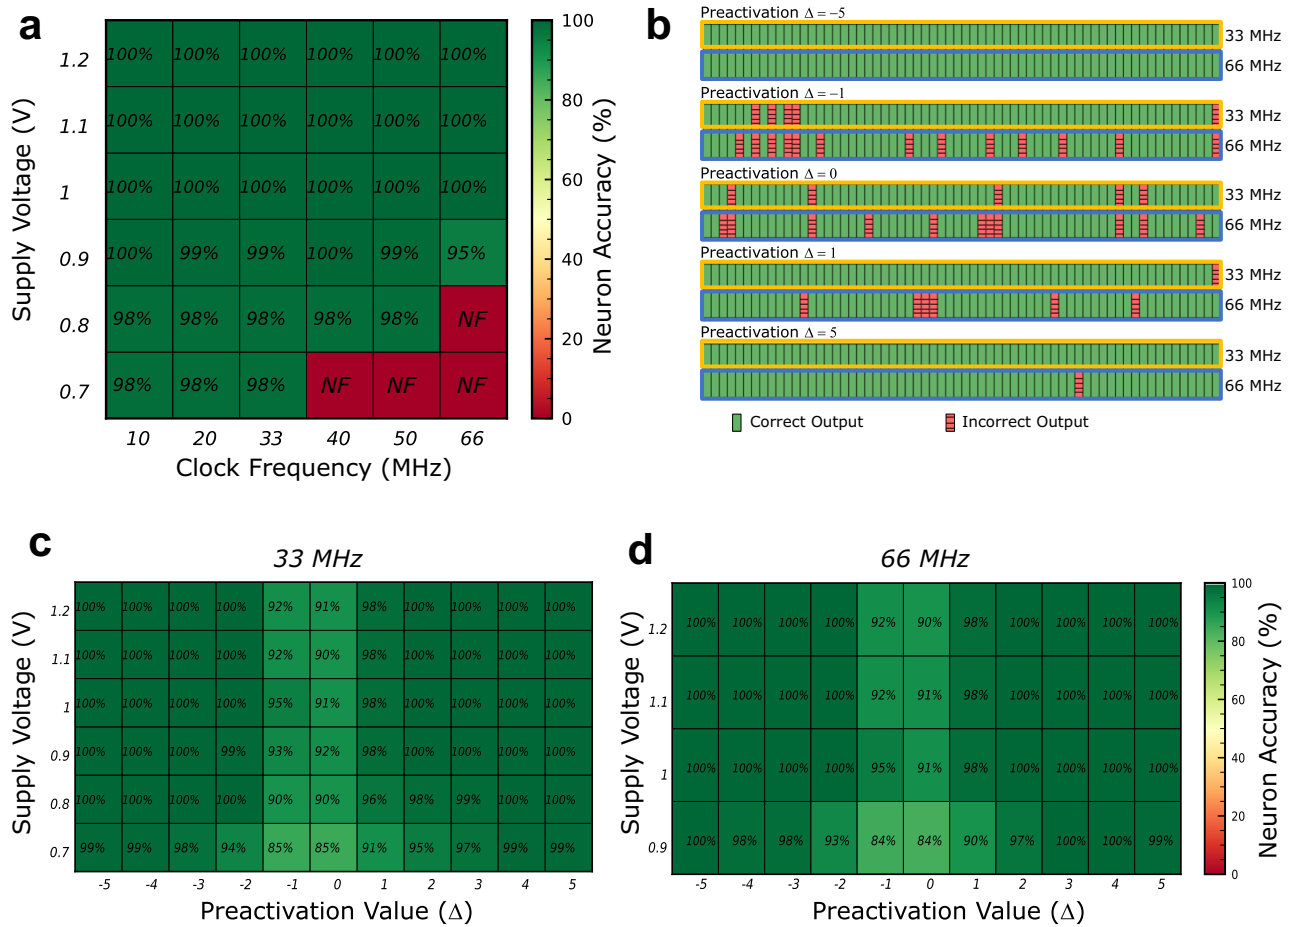 a
100
80
60
40
20
0
Neuron Accuracy (%)
Supply Voltage (V)
1.2 100% 100% 100% 100% 100% 100%
1.1 100% 100% 100% 100% 100% 100%
1 100% 100% 100% 100% 100% 100%
0.9 100% 99% 99% 100% 99% 95%
0.8 98% 98% 98% 98% 98% NF
0.7 98% 98% 98% NF NF NF
10 20 33 40 50 66
Clock Frequency (MHz)
b
Preactivation Δ = −5
33 MHz
66 MHz
Preactivation Δ = −1
33 MHz
66 MHz
Preactivation Δ = 0
33 MHz
66 MHz
Preactivation Δ = 1
33 MHz
66 MHz
Preactivation Δ = 5
33 MHz
66 MHz
Correct Output Incorrect Output
c
33 MHz
Supply Voltage (V)
1.2 100% 100% 100% 100% 92% 91% 98% 100% 100% 100% 100%
1.1 100% 100% 100% 100% 92% 90% 98% 100% 100% 100% 100%
1 100% 100% 100% 100% 95% 91% 98% 100% 100% 100% 100%
0.9 100% 100% 100% 99% 93% 92% 98% 100% 100% 100% 100%
0.8 100% 100% 100% 100% 90% 90% 96% 98% 99% 100% 100%
0.7 99% 99% 98% 94% 85% 85% 91% 95% 97% 99% 99%
-5 -4 -3 -2 -1 0 1 2 3 4 5
Preactivation Value (Δ)
d
66 MHz
Supply Voltage (V)
1.2 100% 100% 100% 100% 92% 90% 98% 100% 100% 100% 100%
1.1 100% 100% 100% 100% 92% 91% 98% 100% 100% 100% 100%
1 100% 100% 100% 100% 95% 91% 98% 100% 100% 100% 100%
0.9 100% 98% 98% 93% 84% 84% 90% 97% 100% 100% 99%
-5 -4 -3 -2 -1 0 1 2 3 4 5
Preactivation Value (Δ)
100
80
60
40
20
0
Neuron Accuracy (%)